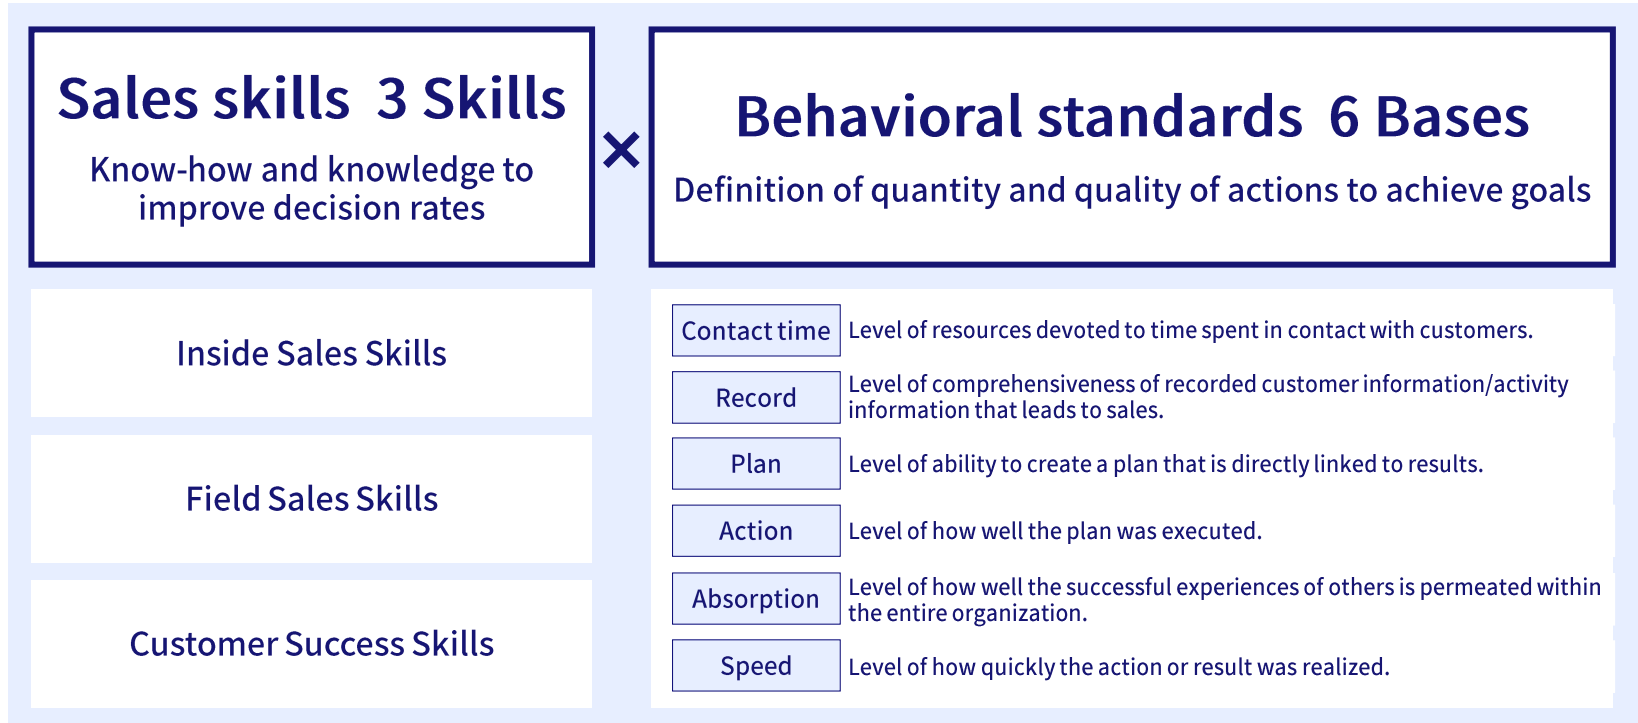 Sales skills 3 Skills
Know-how and knowledge to
improve decision rates
×
Behavioral standards 6 Bases
Definition of quantity and quality of actions to achieve goals
Inside Sales Skills
Field Sales Skills
Customer Success Skills
Contact time Level of resources devoted to time spent in contact with customers.
Record Level of comprehensiveness of recorded customer information/activity
information that leads to sales.
Plan Level of ability to create a plan that is directly linked to results.
Action Level of how well the plan was executed.
Absorption Level of how well the successful experiences of others is permeated within
the entire organization.
Speed Level of how quickly the action or result was realized.